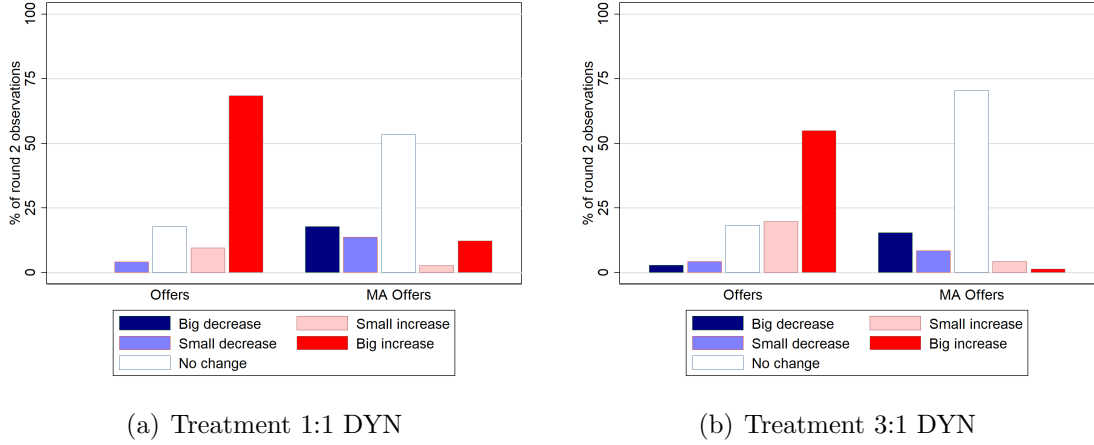 % of round 2 observations
100
75
50
25
0
Offers MA Offers
Big decrease Small increase
Small decrease Big increase
No change
(a) Treatment 1:1 DYN
% of round 2 observations
100
75
50
25
0
Offers MA Offers
Big decrease Small increase
Small decrease Big increase
No change
(b) Treatment 3:1 DYN